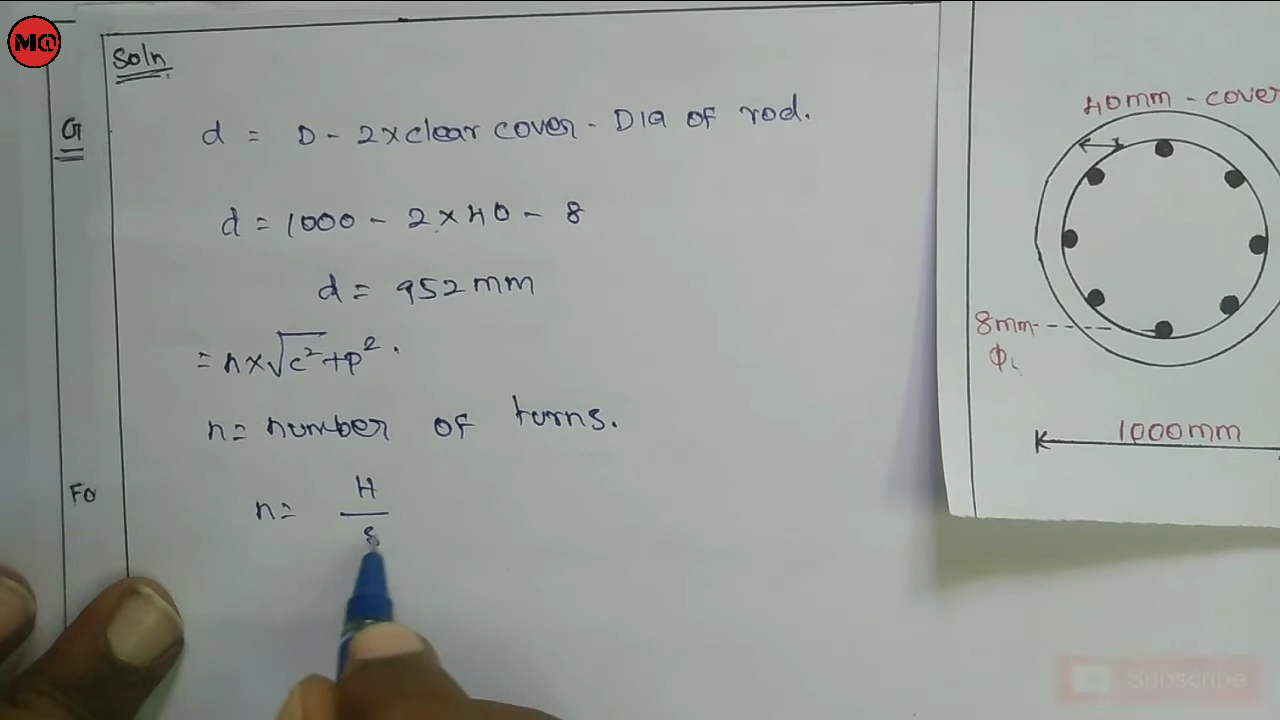 M@
Soln
G
d = D - 2 x clear cover - DIA OF rod.
d = 1000 - 2 x 40 - 8
d = 952 mm
= n x √c² + p².
n = number of turns.
FO
n = H
S
40mm - cover
8mm
Φ
1000mm
Subscribe